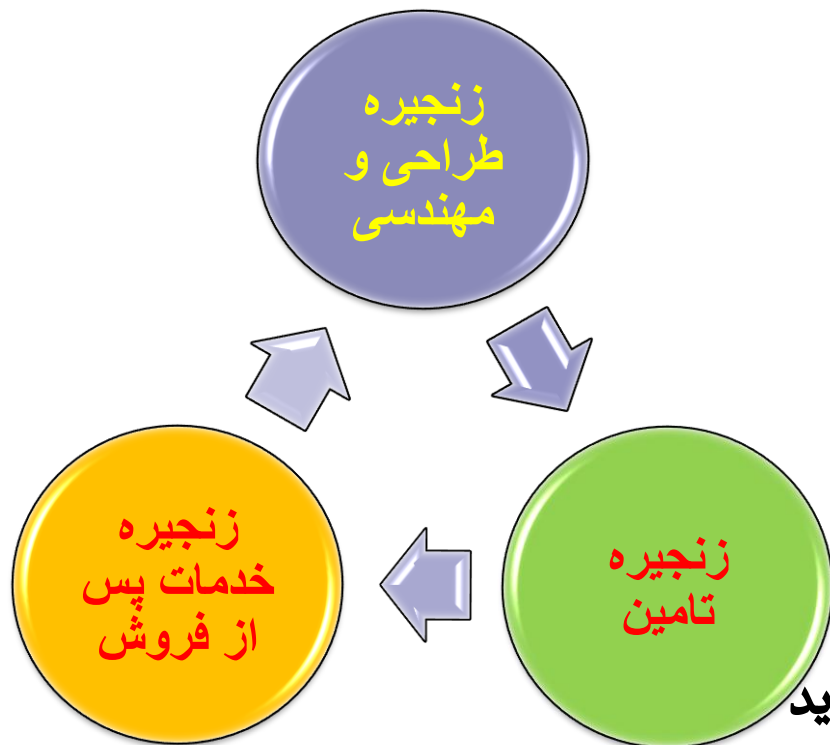 زنجیره
طراحی و
مهندسی
زنجیره
تامین
زنجیره
خدمات پس
از فروش